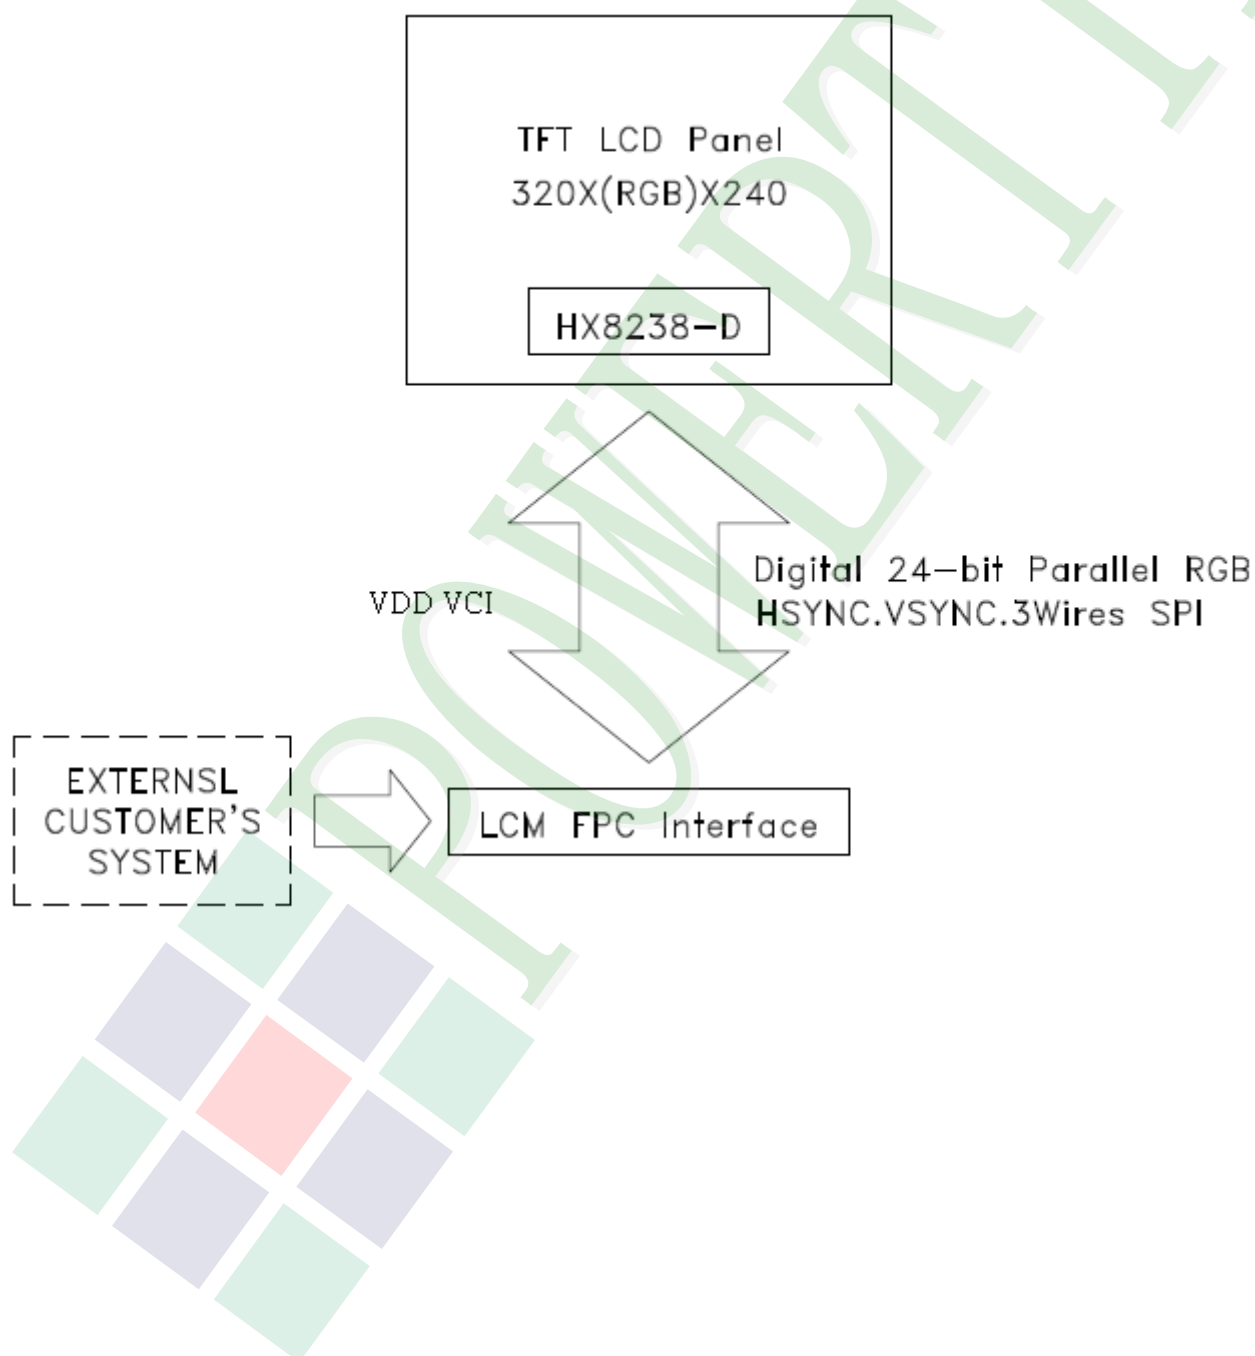 TFT LCD Panel
320X(RGB)X240
HX8238-D
VDD VCI
Digital 24-bit Parallel RGB
HSYNC.VSYNC.3Wires SPI
EXTERNSL
CUSTOMER'S
SYSTEM
LCM FPC Interface
POWERT